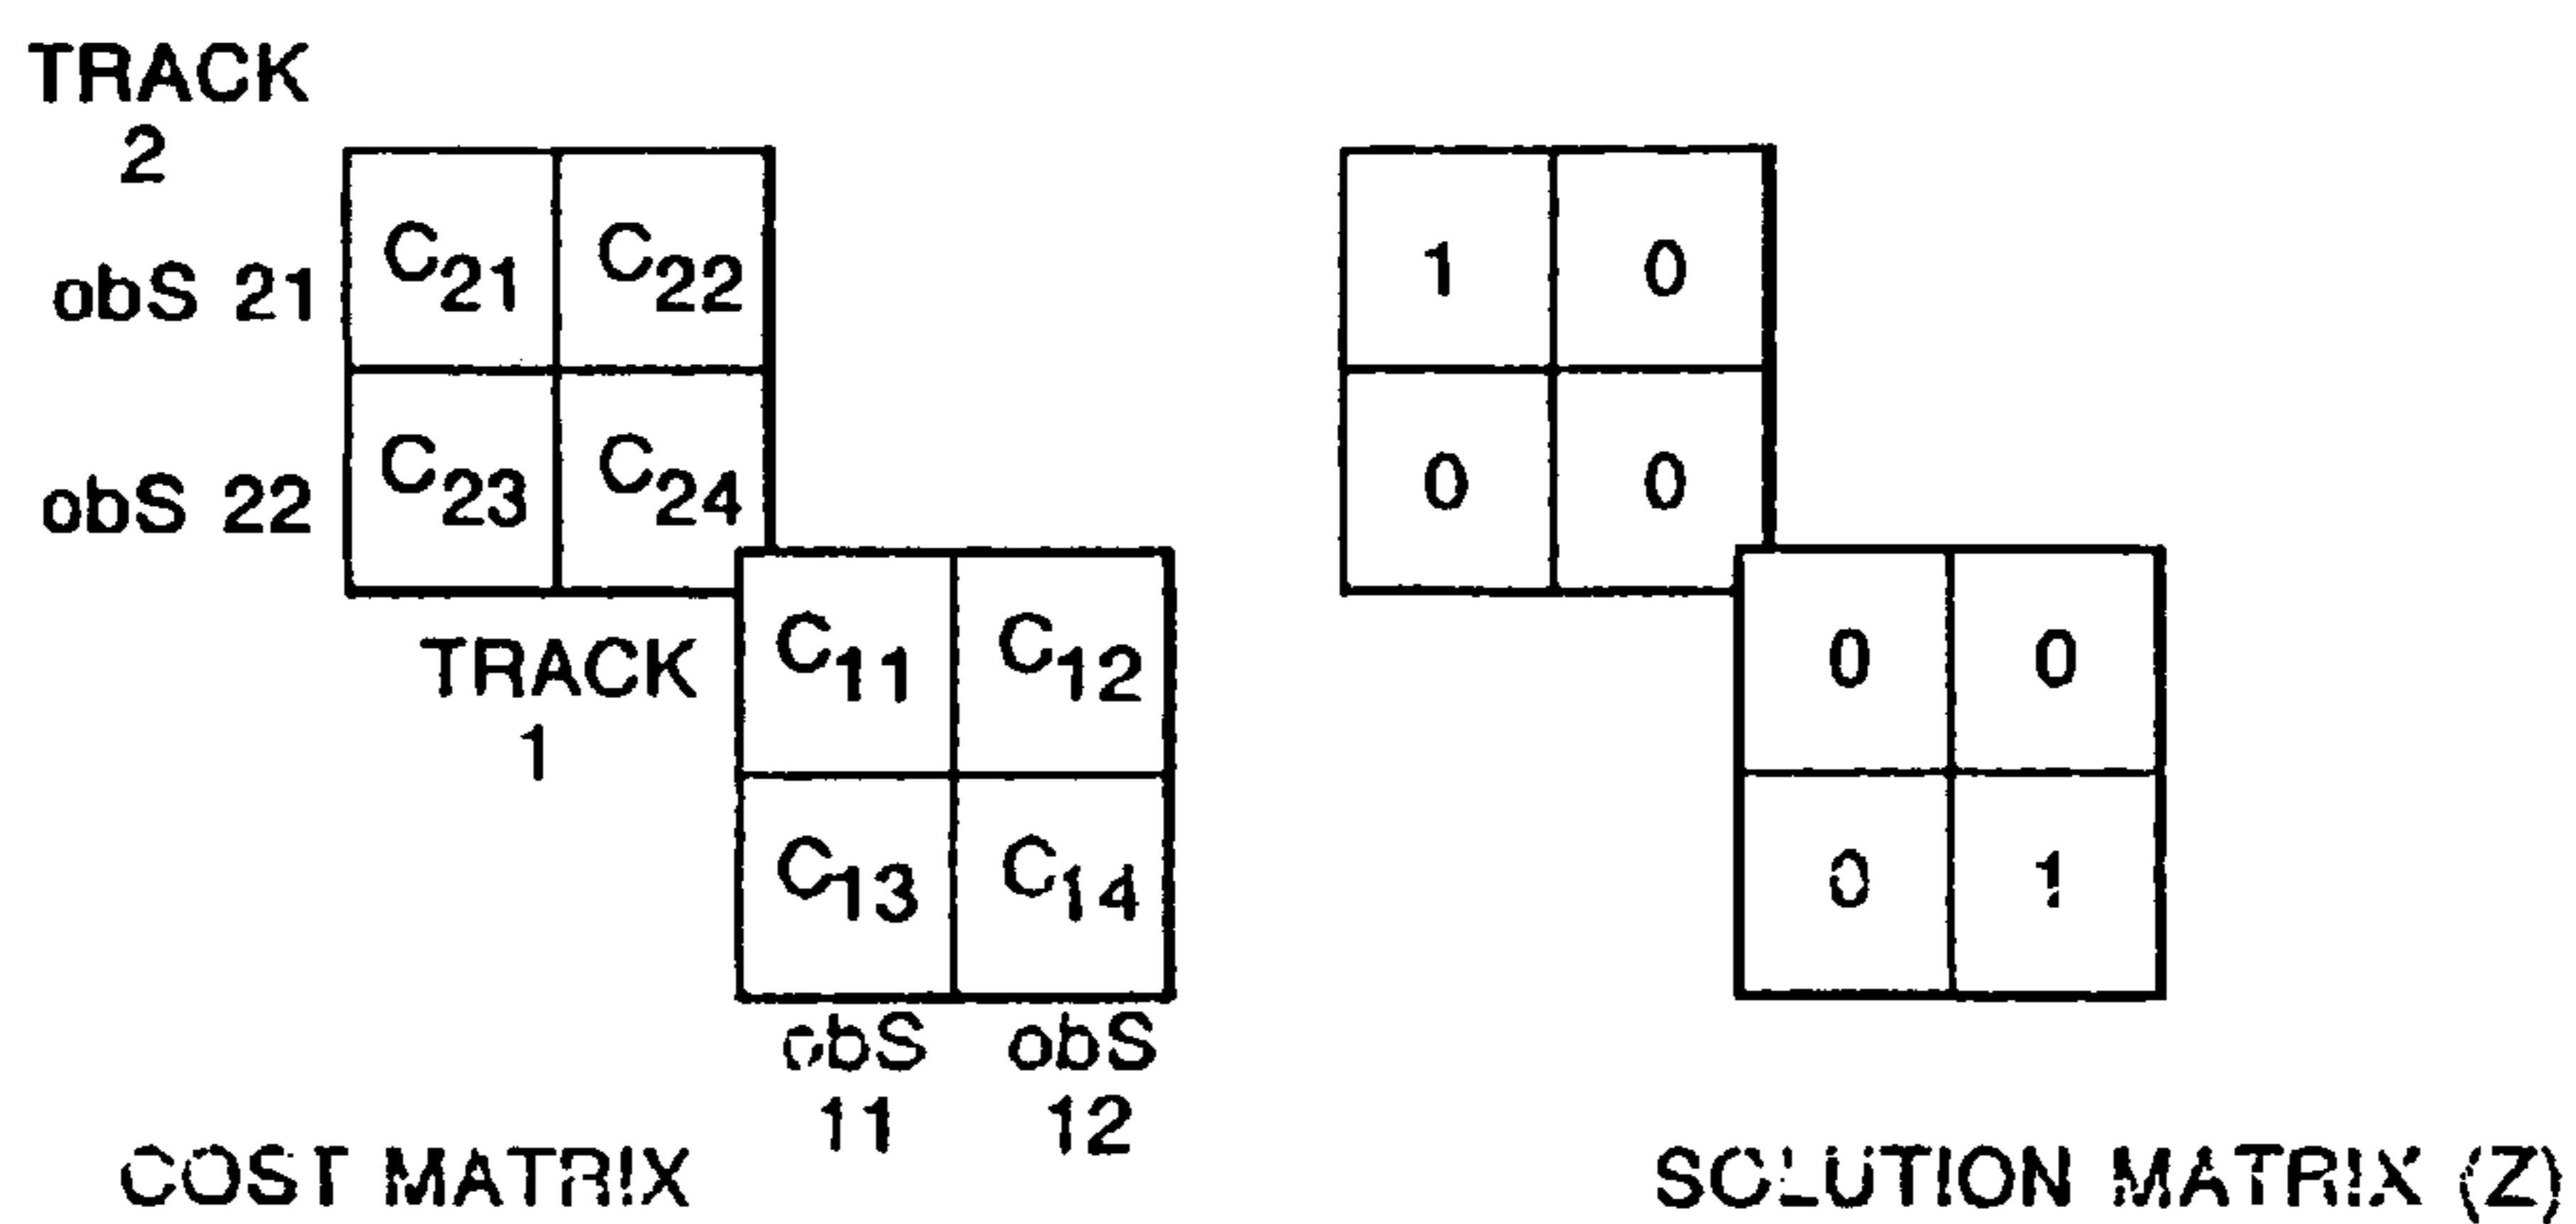 TRACK
2
obS 21
C21 C22
1 0
obS 22
C23 C24
0 0
TRACK
1
C11 C12
0 0
C13 C14
0 1
obS obS
11 12
COST MATRIX
SOLUTION MATRIX (Z)